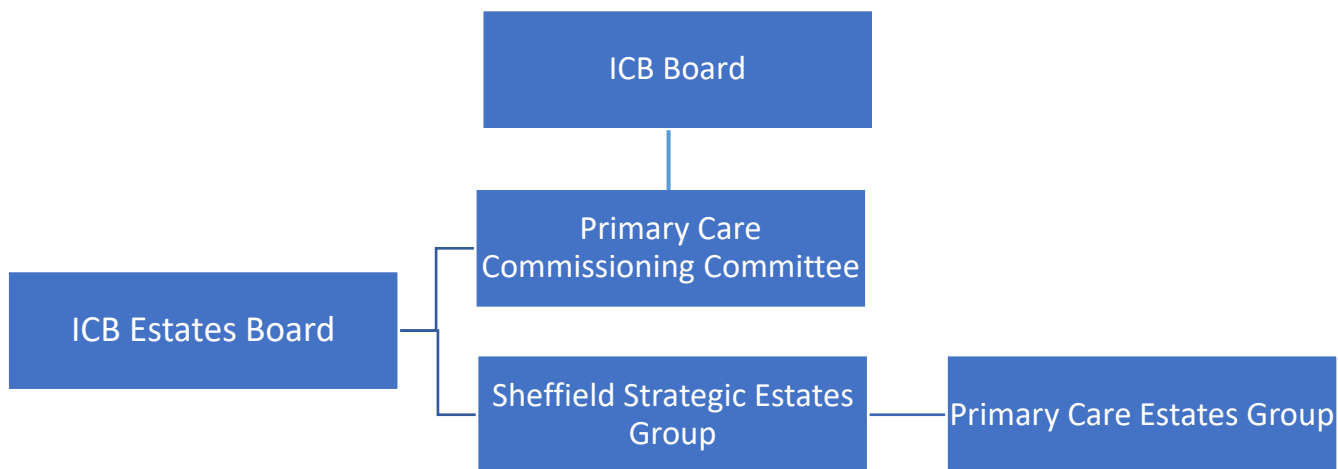 ICB Board
Primary Care
Commissioning Committee
ICB Estates Board
Sheffield Strategic Estates
Group
Primary Care Estates Group